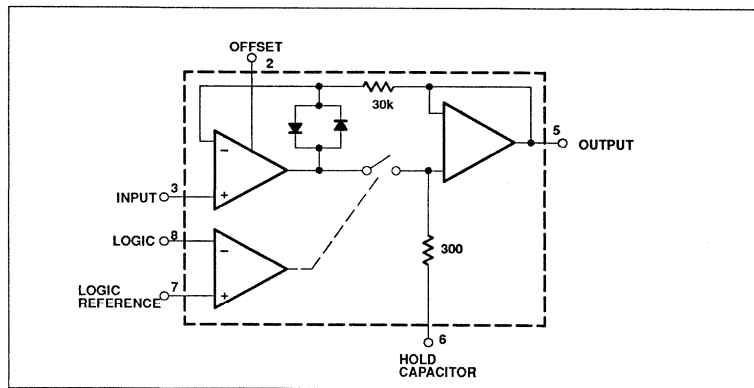 OFFSET
2
30k
5
OUTPUT
−
+
INPUT
3
LOGIC
8
−
+
LOGIC
REFERENCE
7
300
6
HOLD
CAPACITOR